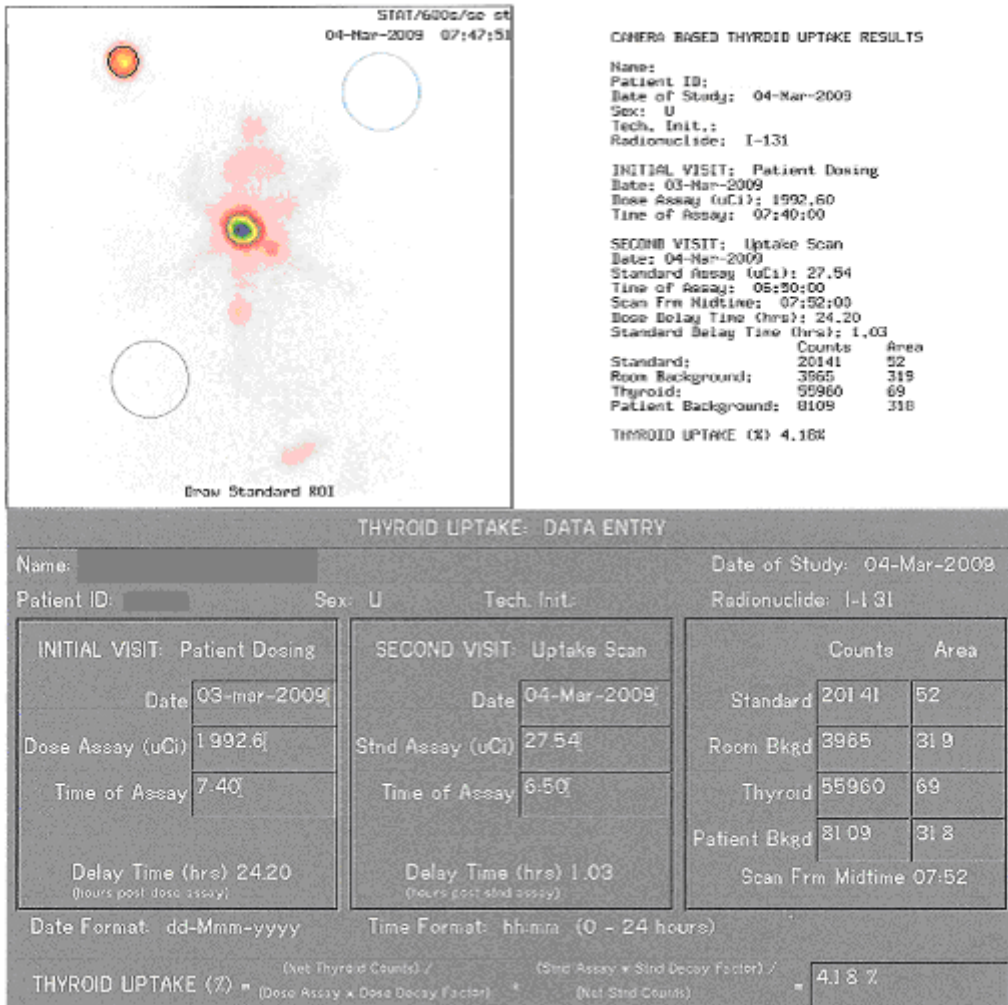 STAT/600s/se st
04-Mar-2009 07:47:51
Draw Standard ROI
CAMERA BASED THYROID UPTAKE RESULTS
Name:
Patient ID:
Date of Study: 04-Mar-2009
Sex: U
Tech. Init.:
Radionuclide: I-131
INITIAL VISIT: Patient Dosing
Date: 03-Mar-2009
Dose Assay (uCi): 1992.60
Time of Assay: 07:40:00
SECOND VISIT: Uptake Scan
Date: 04-Mar-2009
Standard Assay (uCi): 27.54
Time of Assay: 06:50:00
Scan Frm Midtime: 07:52:00
Dose Delay Time (hrs): 24.20
Standard Delay Time (hrs): 1.03
Counts Area
Standard: 20141 52
Room Background: 3965 319
Thyroid: 55960 69
Patient Background: 8109 318
THYROID UPTAKE (%) 4.18%
THYROID UPTAKE: DATA ENTRY
Name: Date of Study: 04-Mar-2009
Patient ID: Sex: U Tech. Init.: Radionuclide: I-131
INITIAL VISIT: Patient Dosing
Date 03-mar-2009
Dose Assay (uCi) 1992.6
Time of Assay 7:40
Delay Time (hrs) 24.20
(hours post dose assay)
SECOND VISIT: Uptake Scan
Date 04-Mar-2009
Stnd Assay (uCi) 27.54
Time of Assay 6:50
Delay Time (hrs) 1.03
(hours post stnd assay)
Counts Area
Standard 20141 52
Room Bkgd 3965 319
Thyroid 55960 69
Patient Bkgd 8109 318
Scan Frm Midtime 07:52
Date Format: dd-Mmm-yyyy Time Format: hh:mm (0 - 24 hours)
THYROID UPTAKE (%) = (Net Thyroid Counts) / (Dose Assay × Dose Decay Factor) * (Stnd Assay × Stnd Decay Factor) / (Net Stnd Counts) = 4.18 %